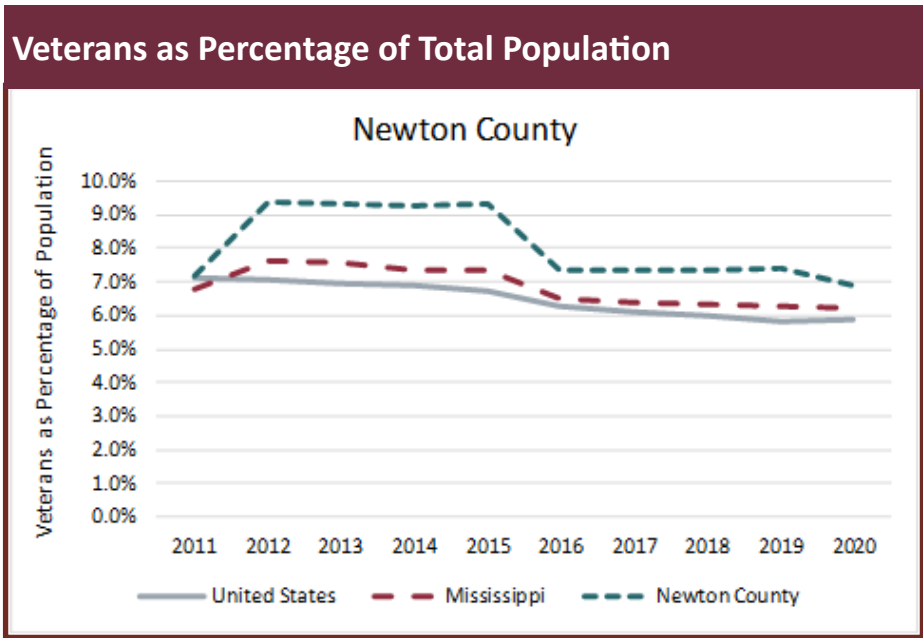 Veterans as Percentage of Total Population
Newton County
Veterans as Percentage of Population
10.0%
9.0%
8.0%
7.0%
6.0%
5.0%
4.0%
3.0%
2.0%
1.0%
0.0%
2011 2012 2013 2014 2015 2016 2017 2018 2019 2020
United States Mississippi Newton County